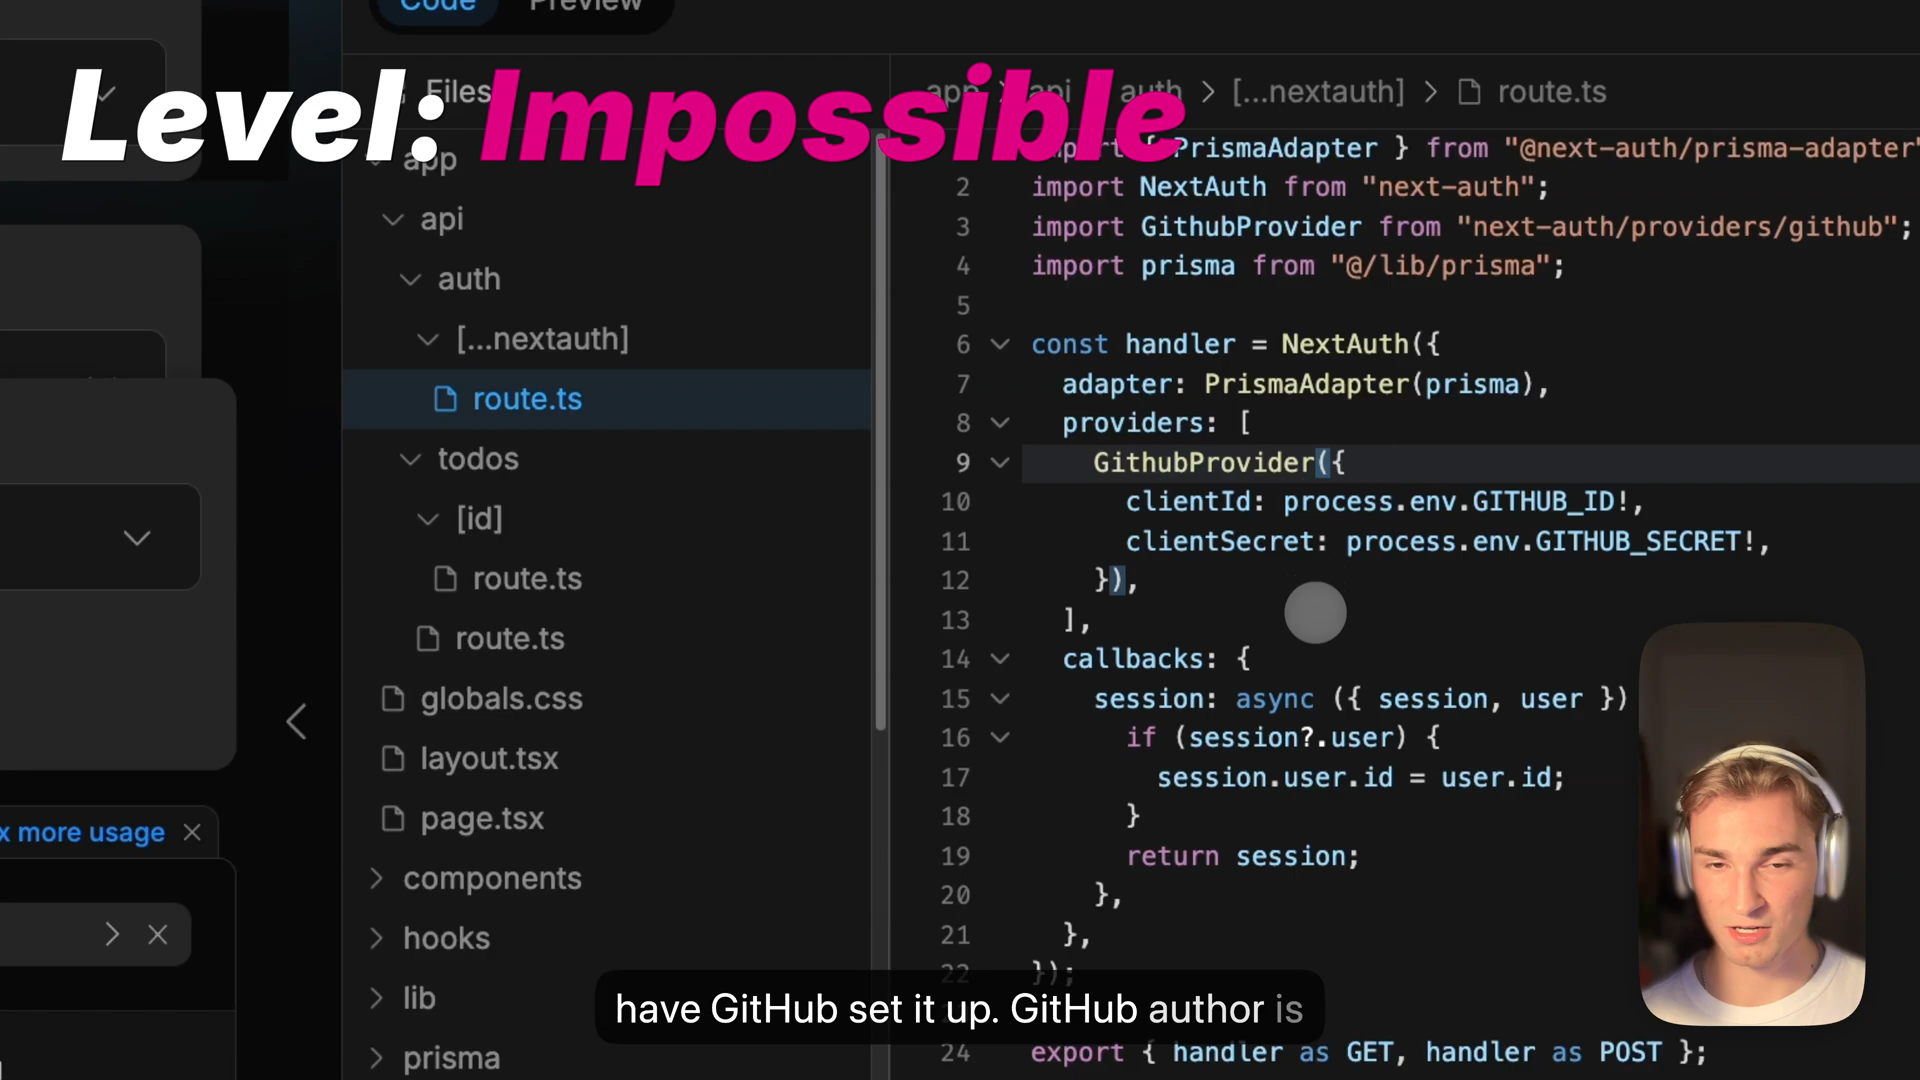 Code Preview
Level: Impossible
Files
app
api
auth
[...nextauth]
route.ts
todos
[id]
route.ts
route.ts
globals.css
layout.tsx
page.tsx
components
hooks
lib
prisma
x more usage
app > api > auth > [...nextauth] > route.ts
import { PrismaAdapter } from "@next-auth/prisma-adapter"
2 import NextAuth from "next-auth";
3 import GithubProvider from "next-auth/providers/github";
4 import prisma from "@/lib/prisma";
5
6 const handler = NextAuth({
7 adapter: PrismaAdapter(prisma),
8 providers: [
9 GithubProvider({
10 clientId: process.env.GITHUB_ID!,
11 clientSecret: process.env.GITHUB_SECRET!,
12 }),
13 ],
14 callbacks: {
15 session: async ({ session, user })
16 if (session?.user) {
17 session.user.id = user.id;
18 }
19 return session;
20 },
21 },
22 });
24 export { handler as GET, handler as POST };
have GitHub set it up. GitHub author is